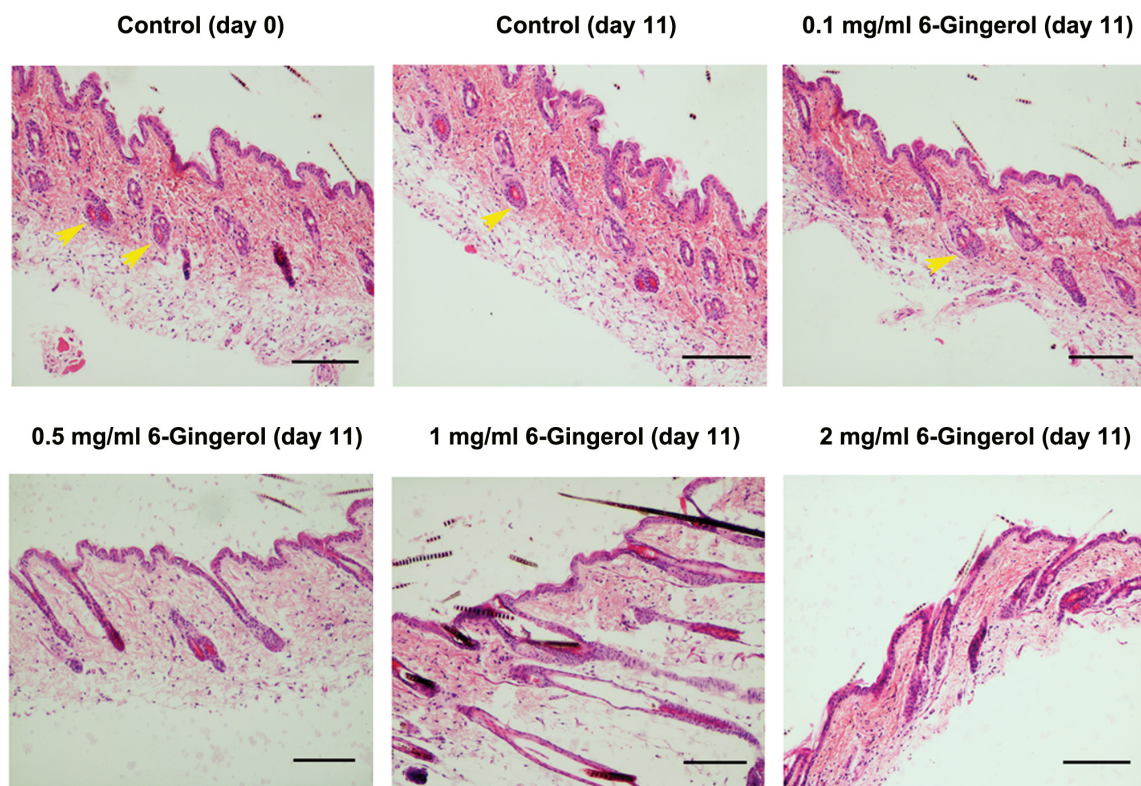 Control (day 0)
Control (day 11)
0.1 mg/ml 6-Gingerol (day 11)
0.5 mg/ml 6-Gingerol (day 11)
1 mg/ml 6-Gingerol (day 11)
2 mg/ml 6-Gingerol (day 11)